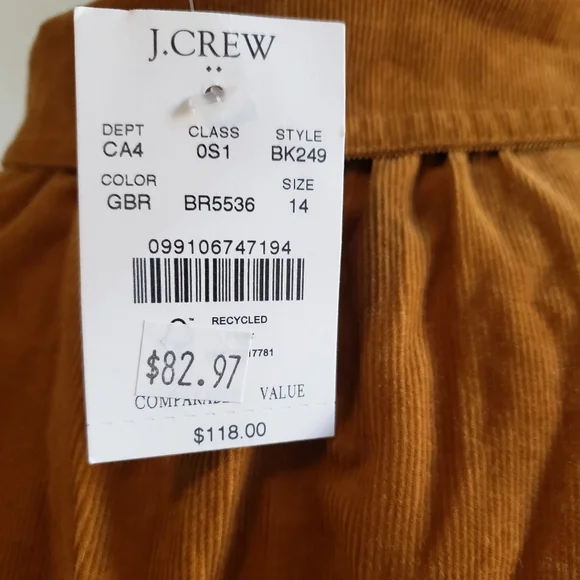 J.CREW
DEPT CLASS STYLE
CA4 0S1 BK249
COLOR SIZE
GBR BR5536 14
099106747194
RECYCLED
17781
$82.97
VALUE
$118.00